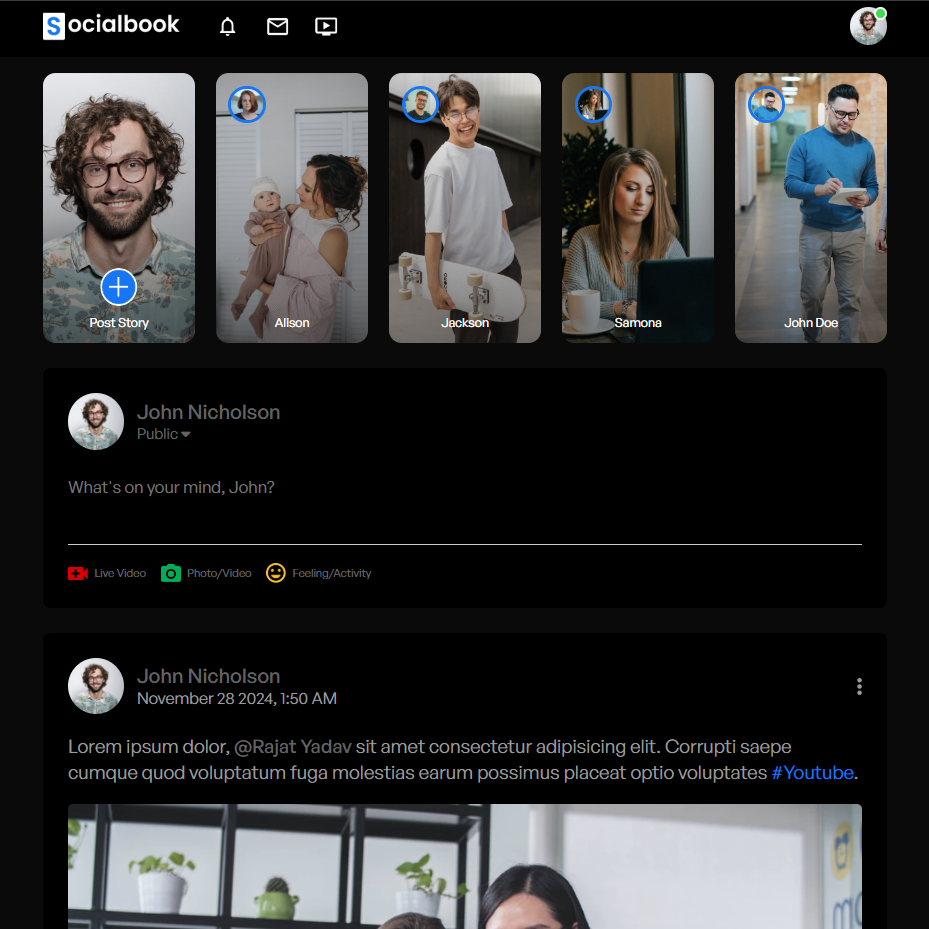 Socialbook
Post Story
Alison
Jackson
Samona
John Doe
John Nicholson
Public
What's on your mind, John?
Live Video
Photo/Video
Feeling/Activity
John Nicholson
November 28 2024, 1:50 AM
Lorem ipsum dolor, @Rajat Yadav sit amet consectetur adipisicing elit. Corrupti saepe
cumque quod voluptatum fuga molestias earum possimus placeat optio voluptates #Youtube.